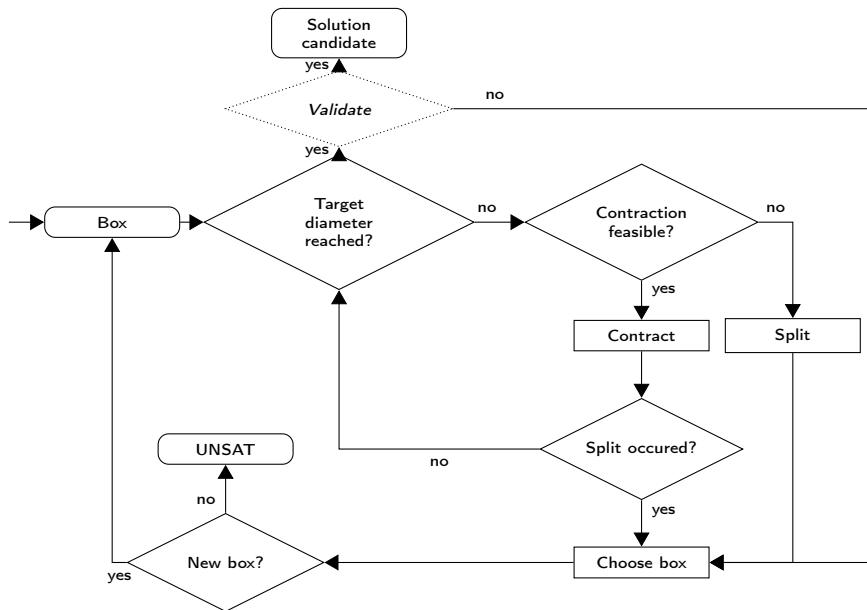 Solution
candidate
yes
no
Validate
yes
Box
Target
diameter
reached?
no
Contraction
feasible?
no
yes
Contract
Split
UNSAT
Split occured?
no
no
yes
New box?
yes
Choose box